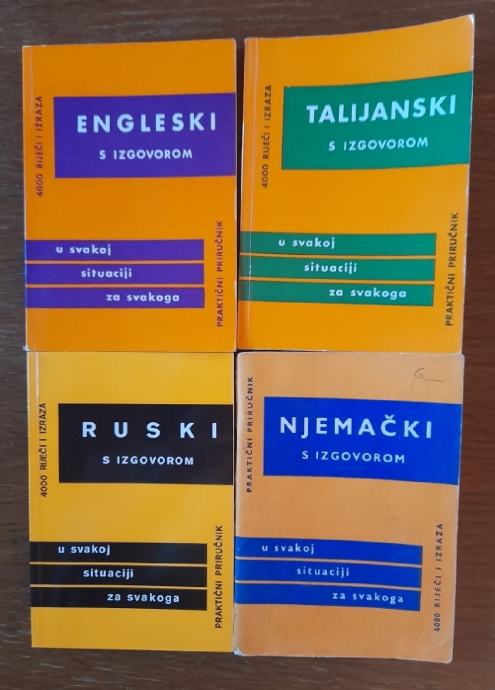 4000 RIJEČI I IZRAZA
ENGLESKI
S IZGOVOROM
u svakoj
situaciji
za svakoga
PRAKTIČNI PRIRUČNIK
4000 RIJEČI I IZRAZA
TALIJANSKI
S IZGOVOROM
u svakoj
situaciji
za svakoga
PRAKTIČNI PRIRUČNIK
4000 RIJEČI I IZRAZA
RUSKI
S IZGOVOROM
u svakoj
situaciji
za svakoga
PRAKTIČNI PRIRUČNIK
PRAKTIČNI PRIRUČNIK
NJEMAČKI
S IZGOVOROM
u svakoj
situaciji
za svakoga
4000 RIJEČI I IZRAZA